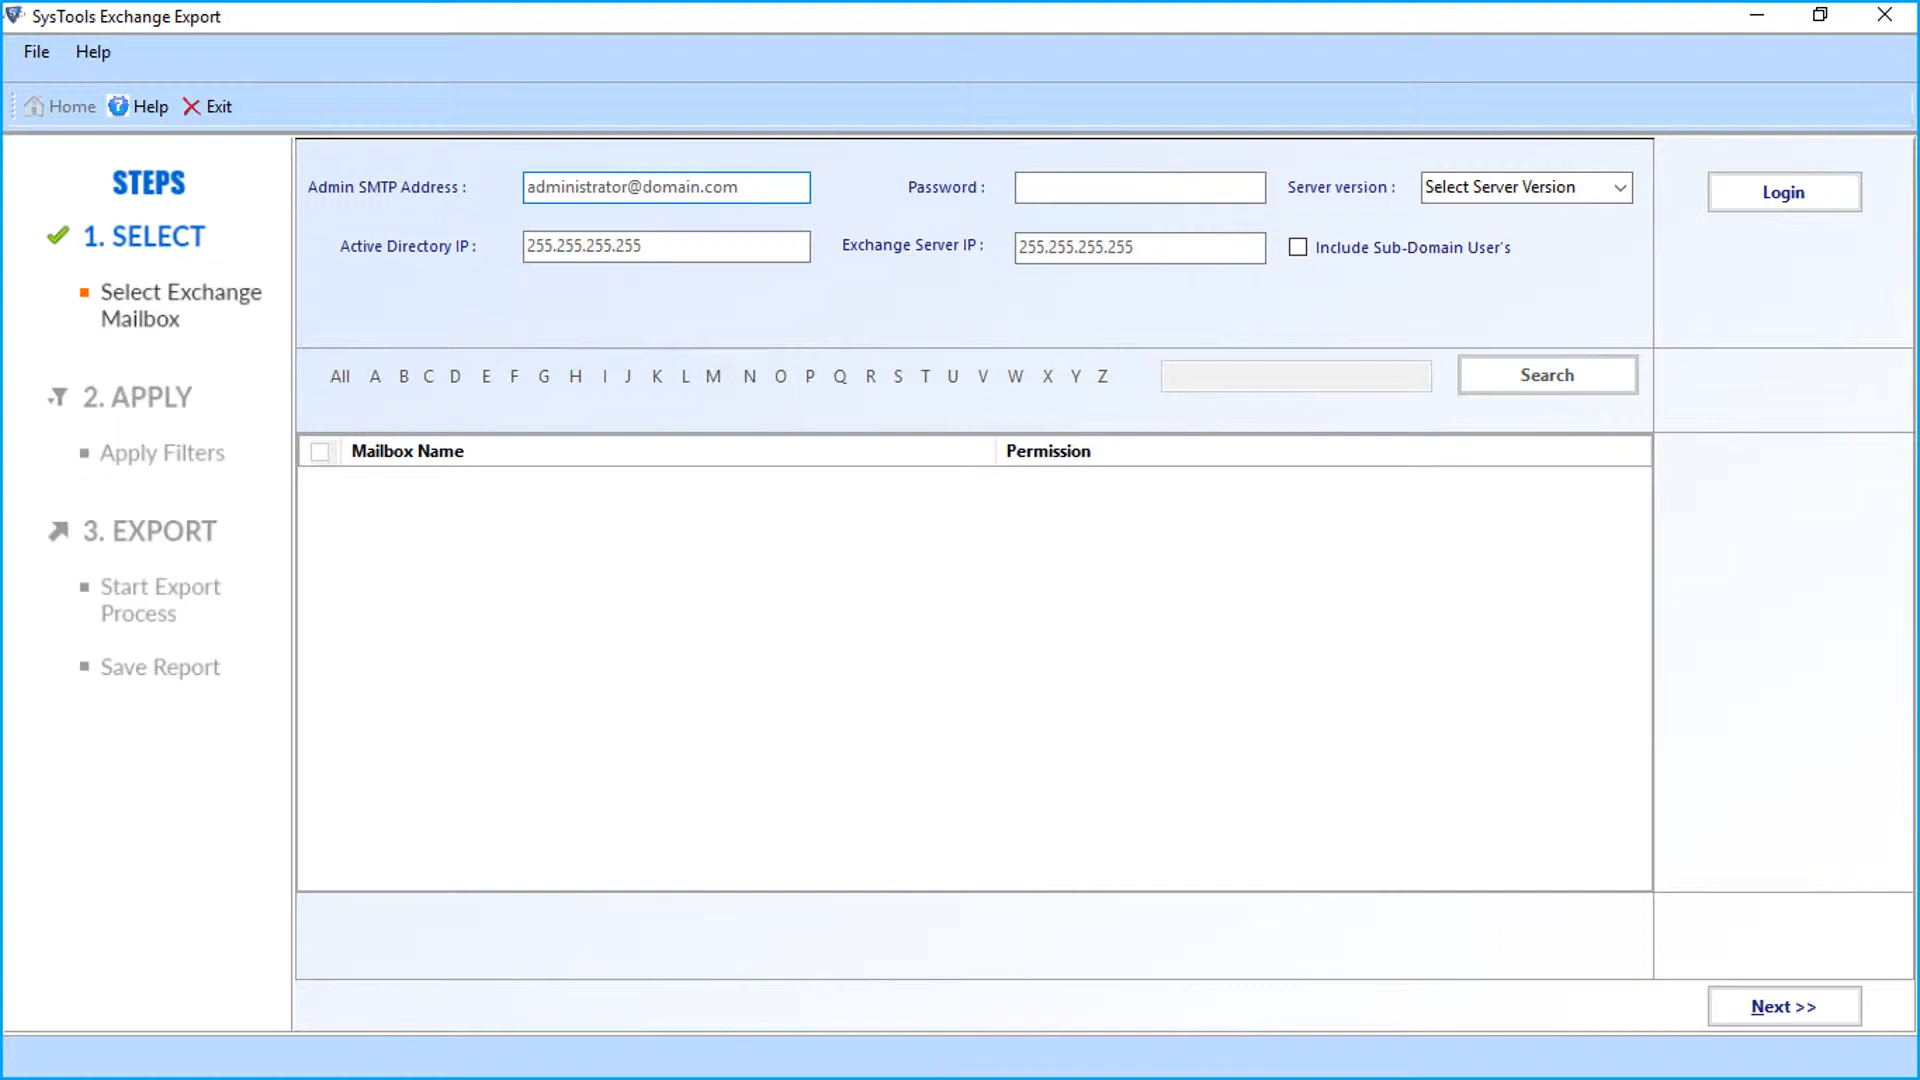 SysTools Exchange Export
File Help
Home Help Exit
STEPS
1. SELECT
Select Exchange
Mailbox
2. APPLY
Apply Filters
3. EXPORT
Start Export
Process
Save Report
Admin SMTP Address : administrator@domain.com Password : Server version : Select Server Version Login
Active Directory IP : 255.255.255.255 Exchange Server IP : 255.255.255.255 Include Sub-Domain User's
All A B C D E F G H I J K L M N O P Q R S T U V W X Y Z Search
Mailbox Name Permission
Next >>